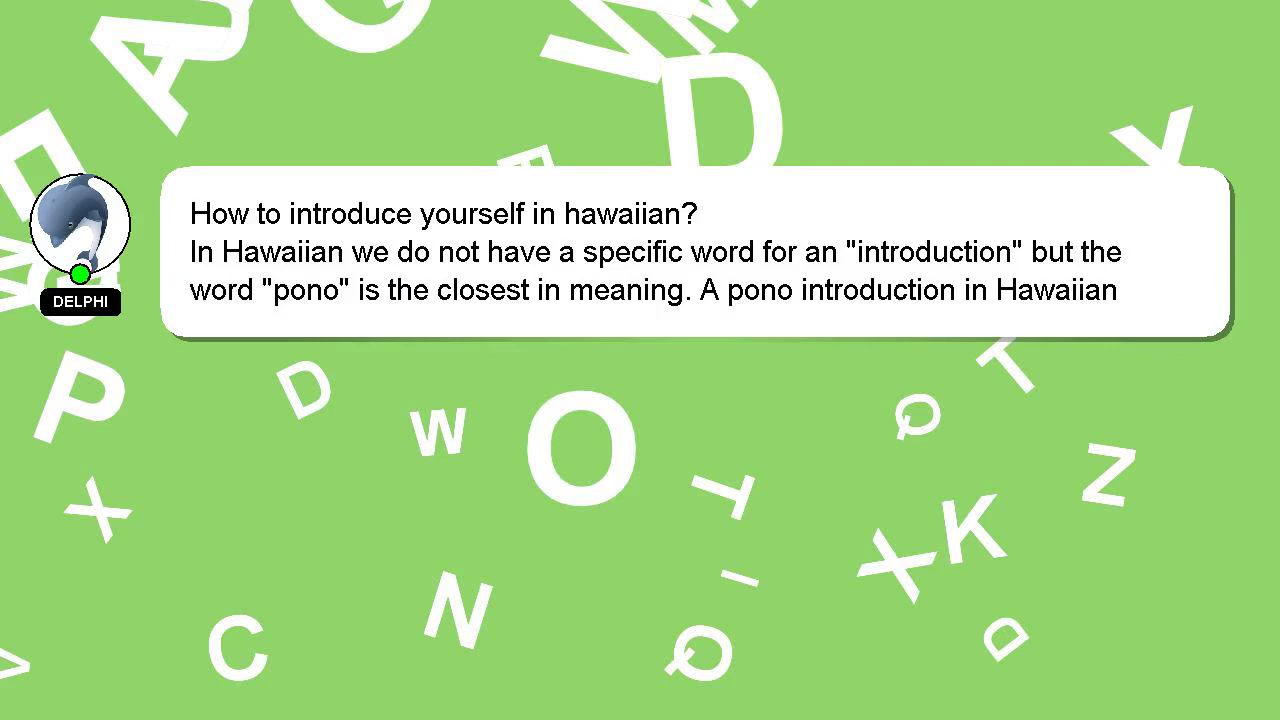 How to introduce yourself in hawaiian?
In Hawaiian we do not have a specific word for an "introduction" but the
word "pono" is the closest in meaning. A pono introduction in Hawaiian
DELPHI
A
G
D
P
D
W
O
Q
T
Z
X
T
K
X
N
I
C
Q
D
V